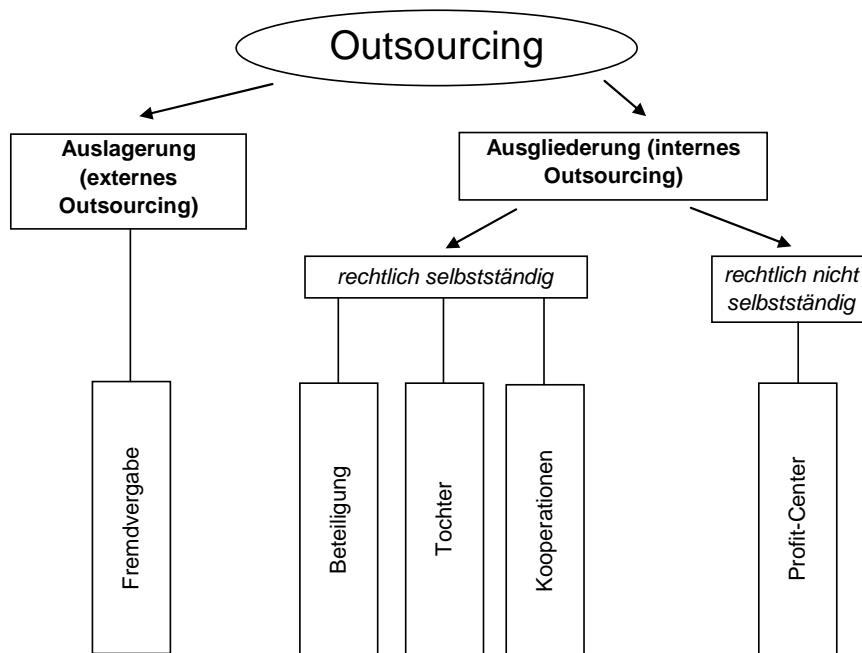 Outsourcing
Auslagerung
(externes
Outsourcing)
Ausgliederung (internes
Outsourcing)
rechtlich selbstständig
rechtlich nicht
selbstständig
Fremdvergabe
Beteiligung
Tochter
Kooperationen
Profit-Center